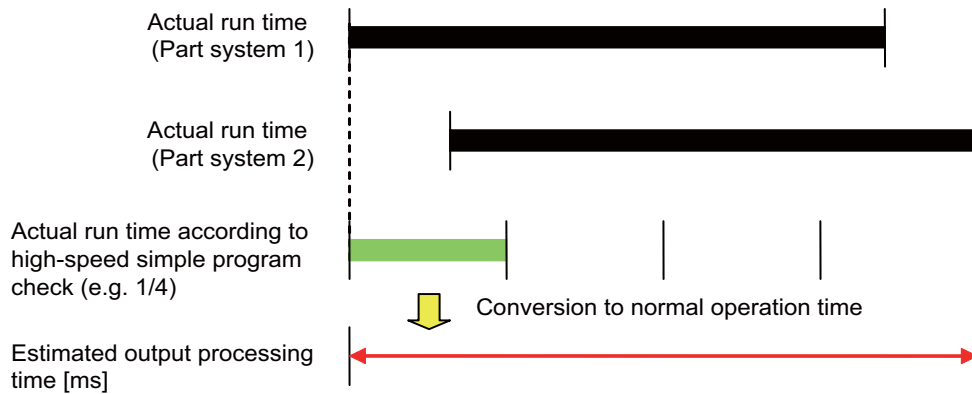 Actual run time
(Part system 1)
Actual run time
(Part system 2)
Actual run time according to
high-speed simple program
check (e.g. 1/4)
Conversion to normal operation time
Estimated output processing
time [ms]